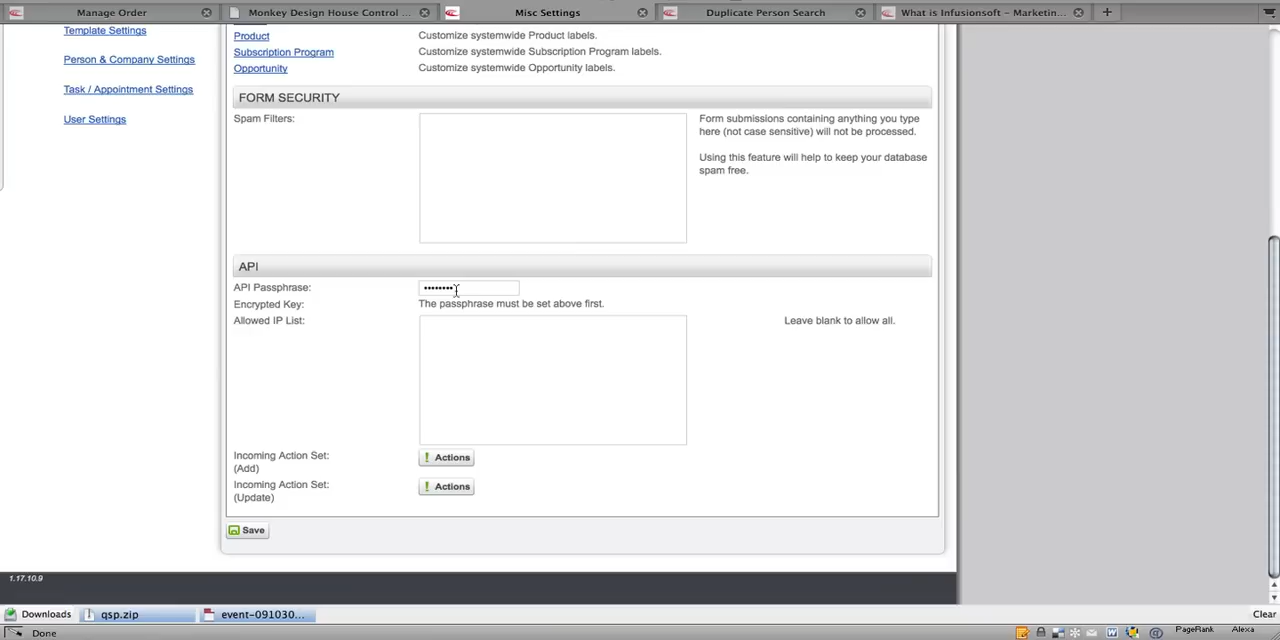 Manage Order
Monkey Design House Control ...
Misc Settings
Duplicate Person Search
What is Infusionsoft – Marketin...
Template Settings
Person & Company Settings
Task / Appointment Settings
User Settings
Product
Customize systemwide Product labels.
Subscription Program
Customize systemwide Subscription Program labels.
Opportunity
Customize systemwide Opportunity labels.
FORM SECURITY
Spam Filters:
Form submissions containing anything you type
here (not case sensitive) will not be processed.
Using this feature will help to keep your database
spam free.
API
API Passphrase:
••••••••
Encrypted Key:
The passphrase must be set above first.
Allowed IP List:
Leave blank to allow all.
Incoming Action Set:
(Add)
! Actions
Incoming Action Set:
(Update)
! Actions
Save
1.17.10.9
Downloads
qsp.zip
event-091030...
Clear
Done
PageRank
Alexa